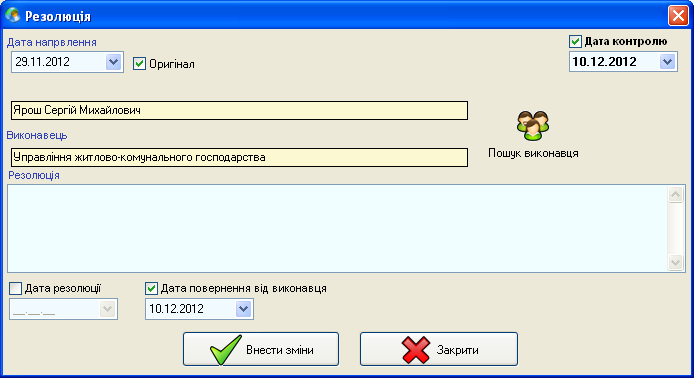 Резолюція
Дата напрвлення
Дата контролю
29.11.2012
Оригінал
10.12.2012
Ярош Сергій Михайлович
Виконавець
Пошук виконавця
Управління житлово-комунального господарства
Резолюція
Дата резолюції
Дата повернення від виконавця
__.__.__
10.12.2012
Внести зміни
Закрити